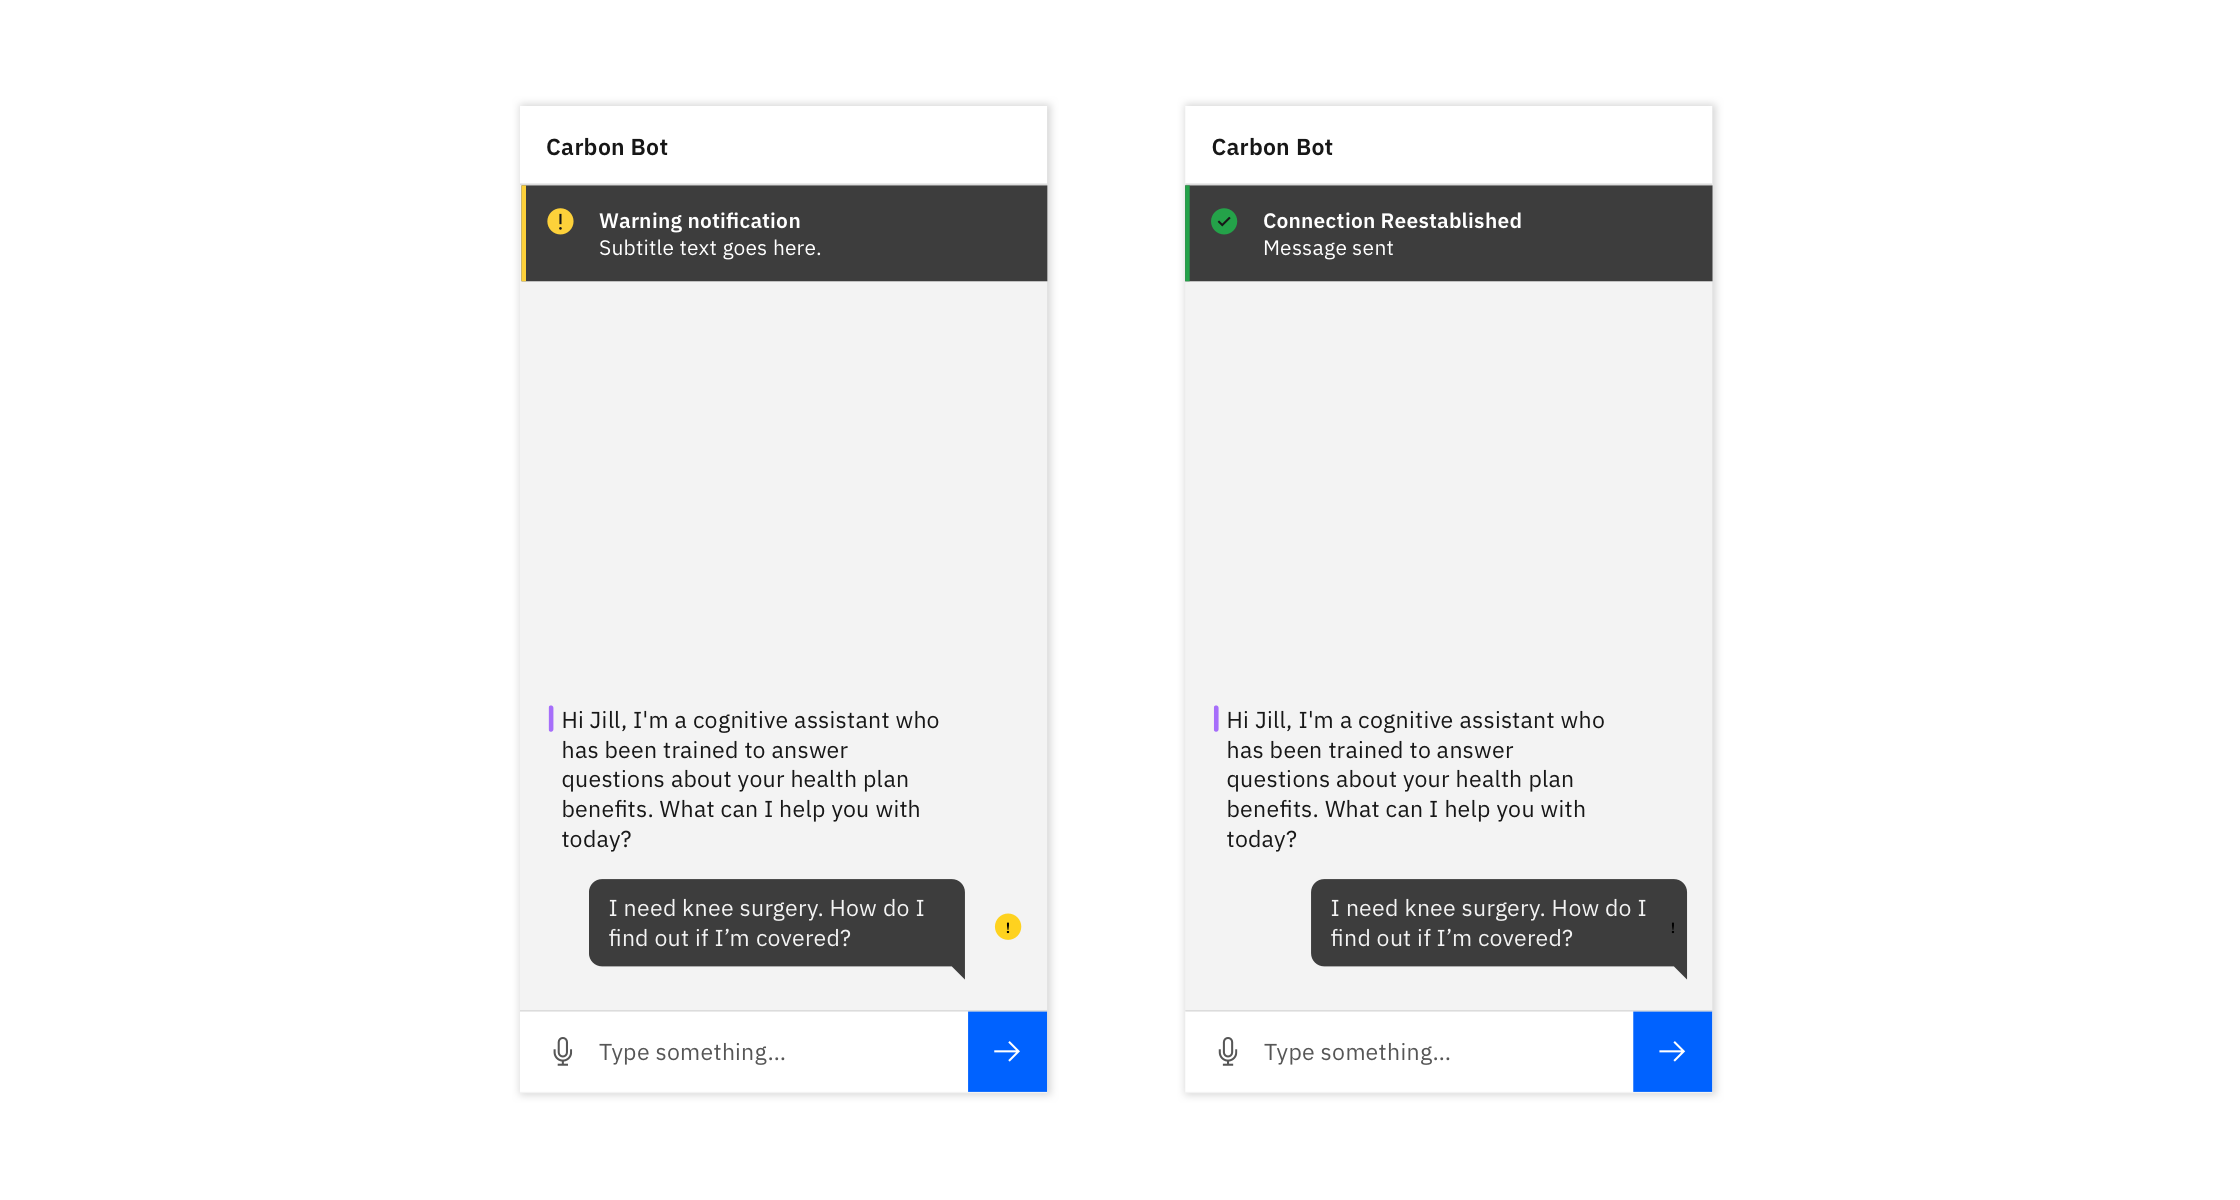 Carbon Bot
Warning notification
Subtitle text goes here.
Hi Jill, I'm a cognitive assistant who
has been trained to answer
questions about your health plan
benefits. What can I help you with
today?
I need knee surgery. How do I
find out if I’m covered?
Type something...
Carbon Bot
Connection Reestablished
Message sent
Hi Jill, I'm a cognitive assistant who
has been trained to answer
questions about your health plan
benefits. What can I help you with
today?
I need knee surgery. How do I
find out if I’m covered?
Type something...